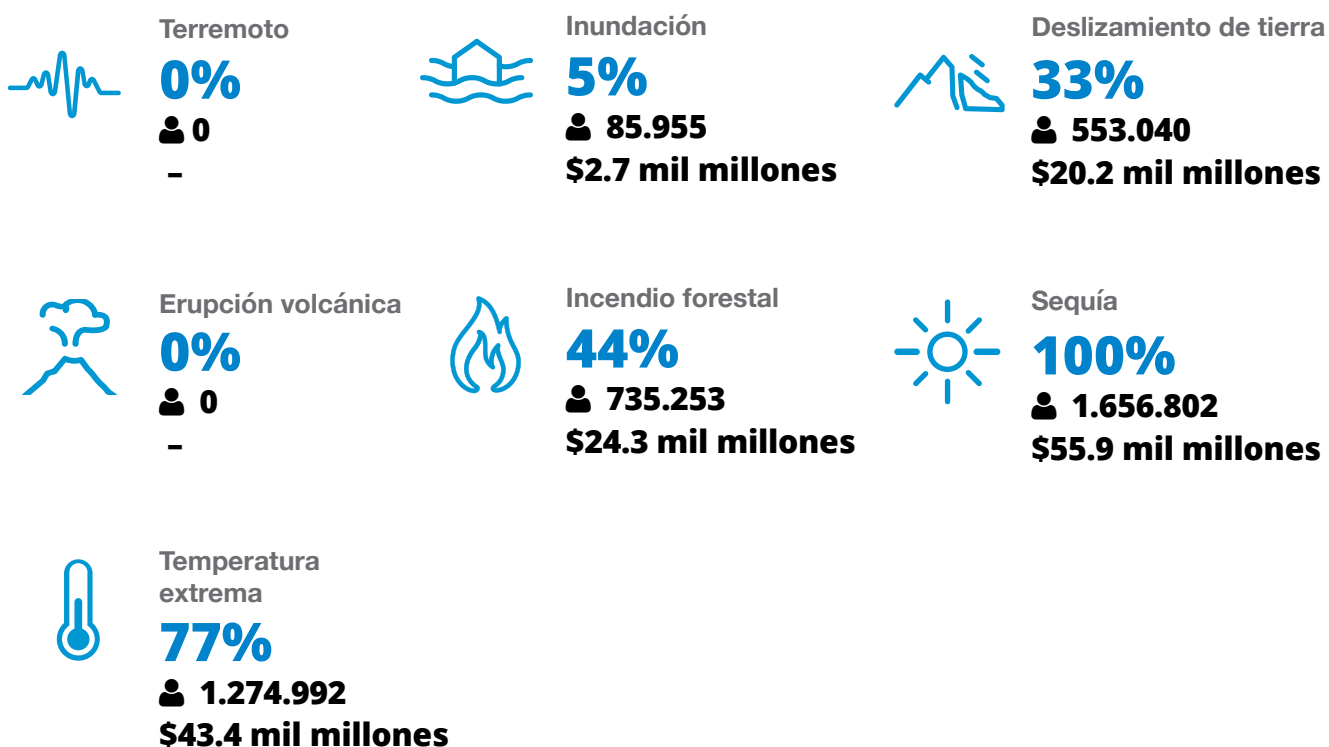 Terremoto
0%
0
–
Inundación
5%
85.955
$2.7 mil millones
Deslizamiento de tierra
33%
553.040
$20.2 mil millones
Erupción volcánica
0%
0
–
Incendio forestal
44%
735.253
$24.3 mil millones
Sequía
100%
1.656.802
$55.9 mil millones
Temperatura
extrema
77%
1.274.992
$43.4 mil millones